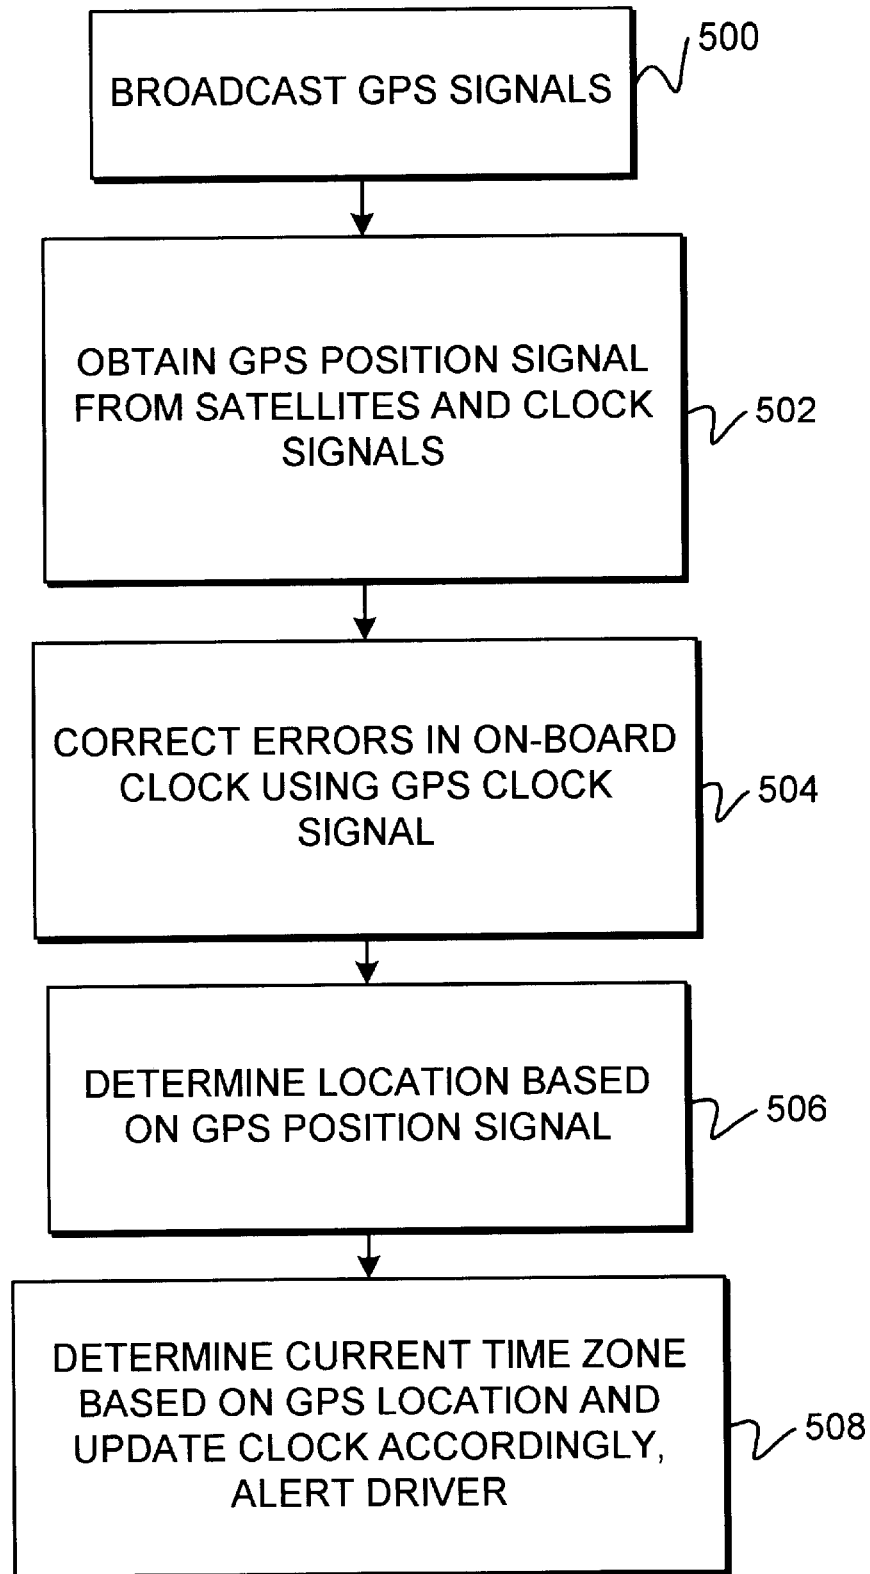 BROADCAST GPS SIGNALS
500
OBTAIN GPS POSITION SIGNAL
FROM SATELLITES AND CLOCK
SIGNALS
502
CORRECT ERRORS IN ON-BOARD
CLOCK USING GPS CLOCK
SIGNAL
504
DETERMINE LOCATION BASED
ON GPS POSITION SIGNAL
506
DETERMINE CURRENT TIME ZONE
BASED ON GPS LOCATION AND
UPDATE CLOCK ACCORDINGLY,
ALERT DRIVER
508